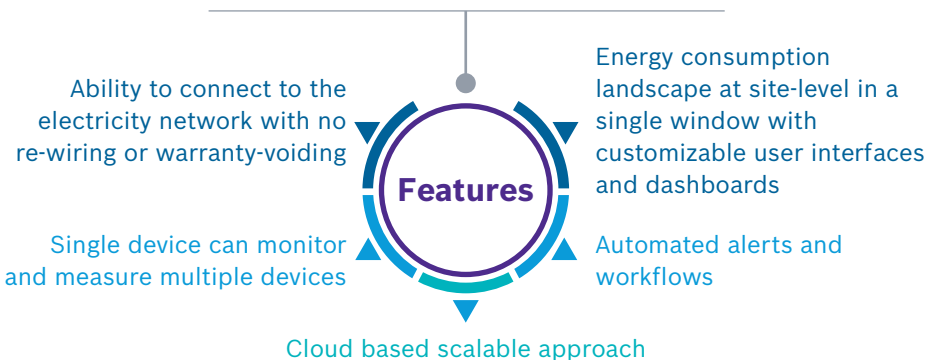 Ability to connect to the
electricity network with no
re-wiring or warranty-voiding
Energy consumption
landscape at site-level in a
single window with
customizable user interfaces
and dashboards
Features
Single device can monitor
and measure multiple devices
Automated alerts and
workflows
Cloud based scalable approach